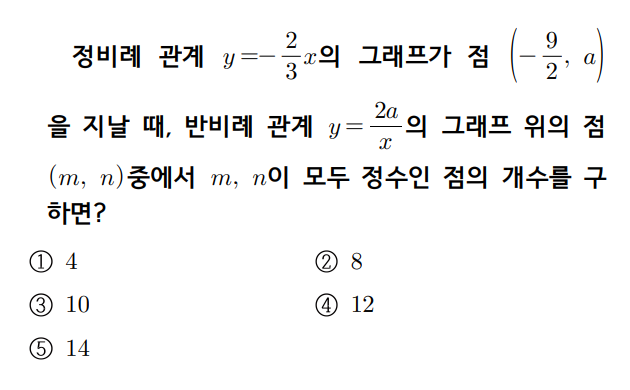 정비례 관계 y=-\frac{2}{3}x의 그래프가 점 \left(-\frac{9}{2}, a\right)
을 지날 때, 반비례 관계 y=\frac{2a}{x}의 그래프 위의 점
(m, n)중에서 m, n이 모두 정수인 점의 개수를 구
하면?
① 4 ② 8
③ 10 ④ 12
⑤ 14